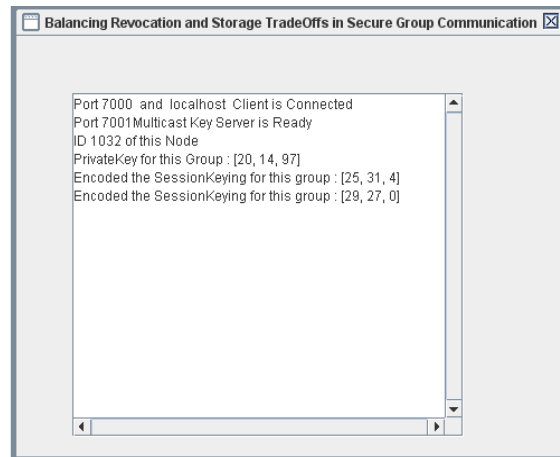 Balancing Revocation and Storage TradeOffs in Secure Group Communication
Port 7000 and localhost Client is Connected
Port 7001Multicast Key Server is Ready
ID 1032 of this Node
PrivateKey for this Group : [20, 14, 97]
Encoded the SessionKeying for this group : [25, 31, 4]
Encoded the SessionKeying for this group : [29, 27, 0]